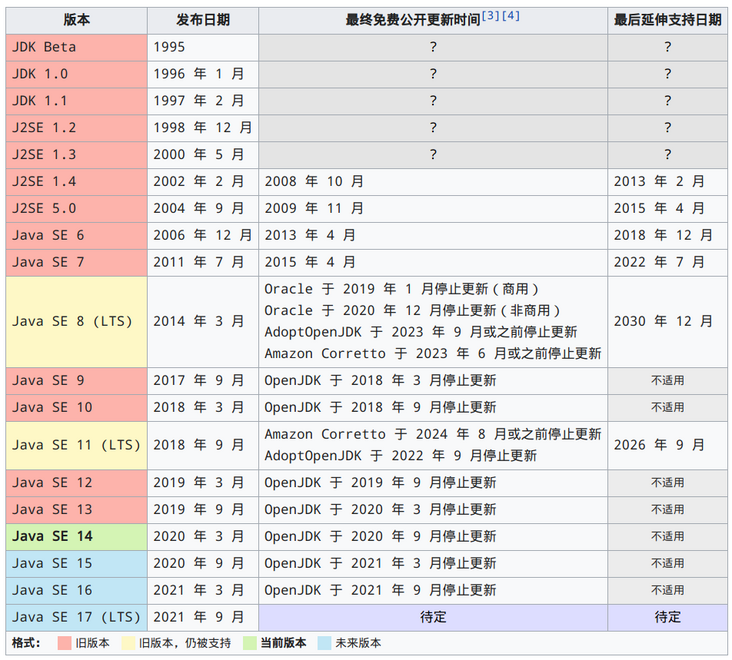 版本 发布日期 最终免费公开更新时间[3][4] 最后延伸支持日期
JDK Beta 1995 ? ?
JDK 1.0 1996 年 1 月 ? ?
JDK 1.1 1997 年 2 月 ? ?
J2SE 1.2 1998 年 12 月 ? ?
J2SE 1.3 2000 年 5 月 ? ?
J2SE 1.4 2002 年 2 月 2008 年 10 月 2013 年 2 月
J2SE 5.0 2004 年 9 月 2009 年 11 月 2015 年 4 月
Java SE 6 2006 年 12 月 2013 年 4 月 2018 年 12 月
Java SE 7 2011 年 7 月 2015 年 4 月 2022 年 7 月
Java SE 8 (LTS) 2014 年 3 月
Oracle 于 2019 年 1 月停止更新（商用）
Oracle 于 2020 年 12 月停止更新（非商用）
AdoptOpenJDK 于 2023 年 9 月或之前停止更新
Amazon Corretto 于 2023 年 6 月或之前停止更新
2030 年 12 月
Java SE 9 2017 年 9 月 OpenJDK 于 2018 年 3 月停止更新 不适用
Java SE 10 2018 年 3 月 OpenJDK 于 2018 年 9 月停止更新 不适用
Java SE 11 (LTS) 2018 年 9 月
Amazon Corretto 于 2024 年 8 月或之前停止更新
AdoptOpenJDK 于 2022 年 9 月停止更新
2026 年 9 月
Java SE 12 2019 年 3 月 OpenJDK 于 2019 年 9 月停止更新 不适用
Java SE 13 2019 年 9 月 OpenJDK 于 2020 年 3 月停止更新 不适用
Java SE 14 2020 年 3 月 OpenJDK 于 2020 年 9 月停止更新 不适用
Java SE 15 2020 年 9 月 OpenJDK 于 2021 年 3 月停止更新 不适用
Java SE 16 2021 年 3 月 OpenJDK 于 2021 年 9 月停止更新 不适用
Java SE 17 (LTS) 2021 年 9 月 待定 待定
格式： 旧版本 旧版本，仍被支持 当前版本 未来版本